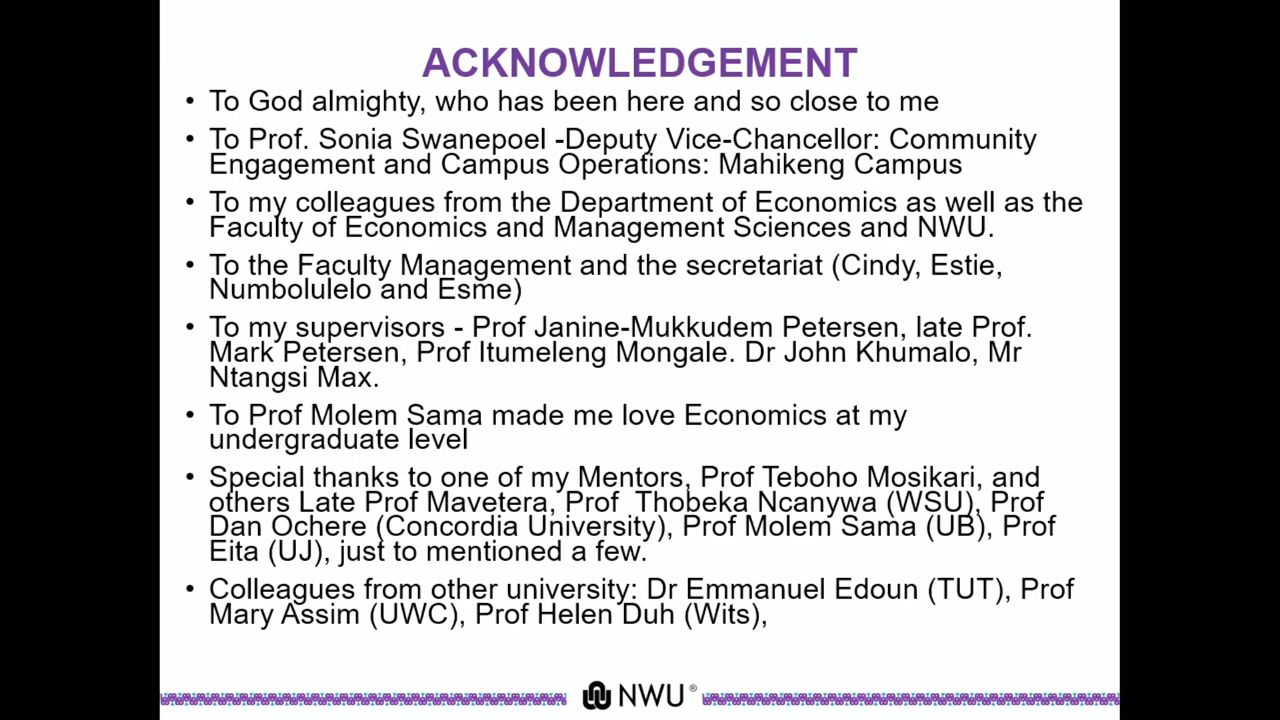 ACKNOWLEDGEMENT
• To God almighty, who has been here and so close to me
• To Prof. Sonia Swanepoel -Deputy Vice-Chancellor: Community
Engagement and Campus Operations: Mahikeng Campus
• To my colleagues from the Department of Economics as well as the
Faculty of Economics and Management Sciences and NWU.
• To the Faculty Management and the secretariat (Cindy, Estie,
Numbolulelo and Esme)
• To my supervisors - Prof Janine-Mukkudem Petersen, late Prof.
Mark Petersen, Prof Itumeleng Mongale. Dr John Khumalo, Mr
Ntangsi Max.
• To Prof Molem Sama made me love Economics at my
undergraduate level
• Special thanks to one of my Mentors, Prof Teboho Mosikari, and
others Late Prof Mavetera, Prof  Thobeka Ncanywa (WSU), Prof
Dan Ochere (Concordia University), Prof Molem Sama (UB), Prof
Eita (UJ), just to mentioned a few.
• Colleagues from other university: Dr Emmanuel Edoun (TUT), Prof
Mary Assim (UWC), Prof Helen Duh (Wits),
NWU®